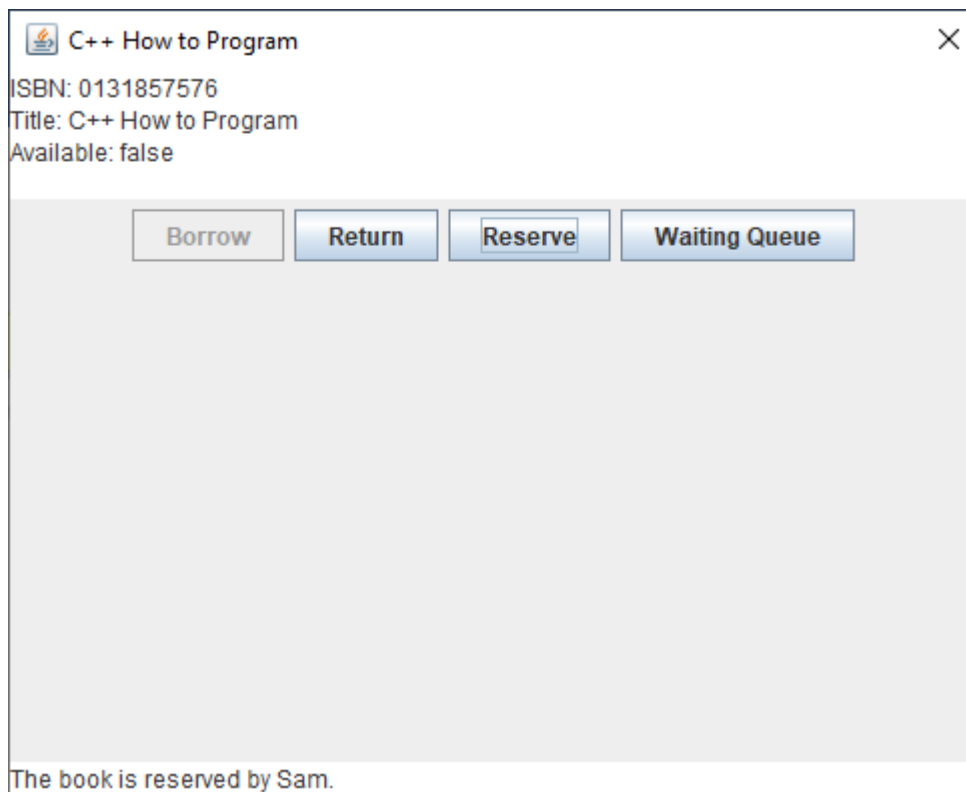 C++ How to Program
ISBN: 0131857576
Title: C++ How to Program
Available: false
Borrow Return Reserve Waiting Queue
The book is reserved by Sam.